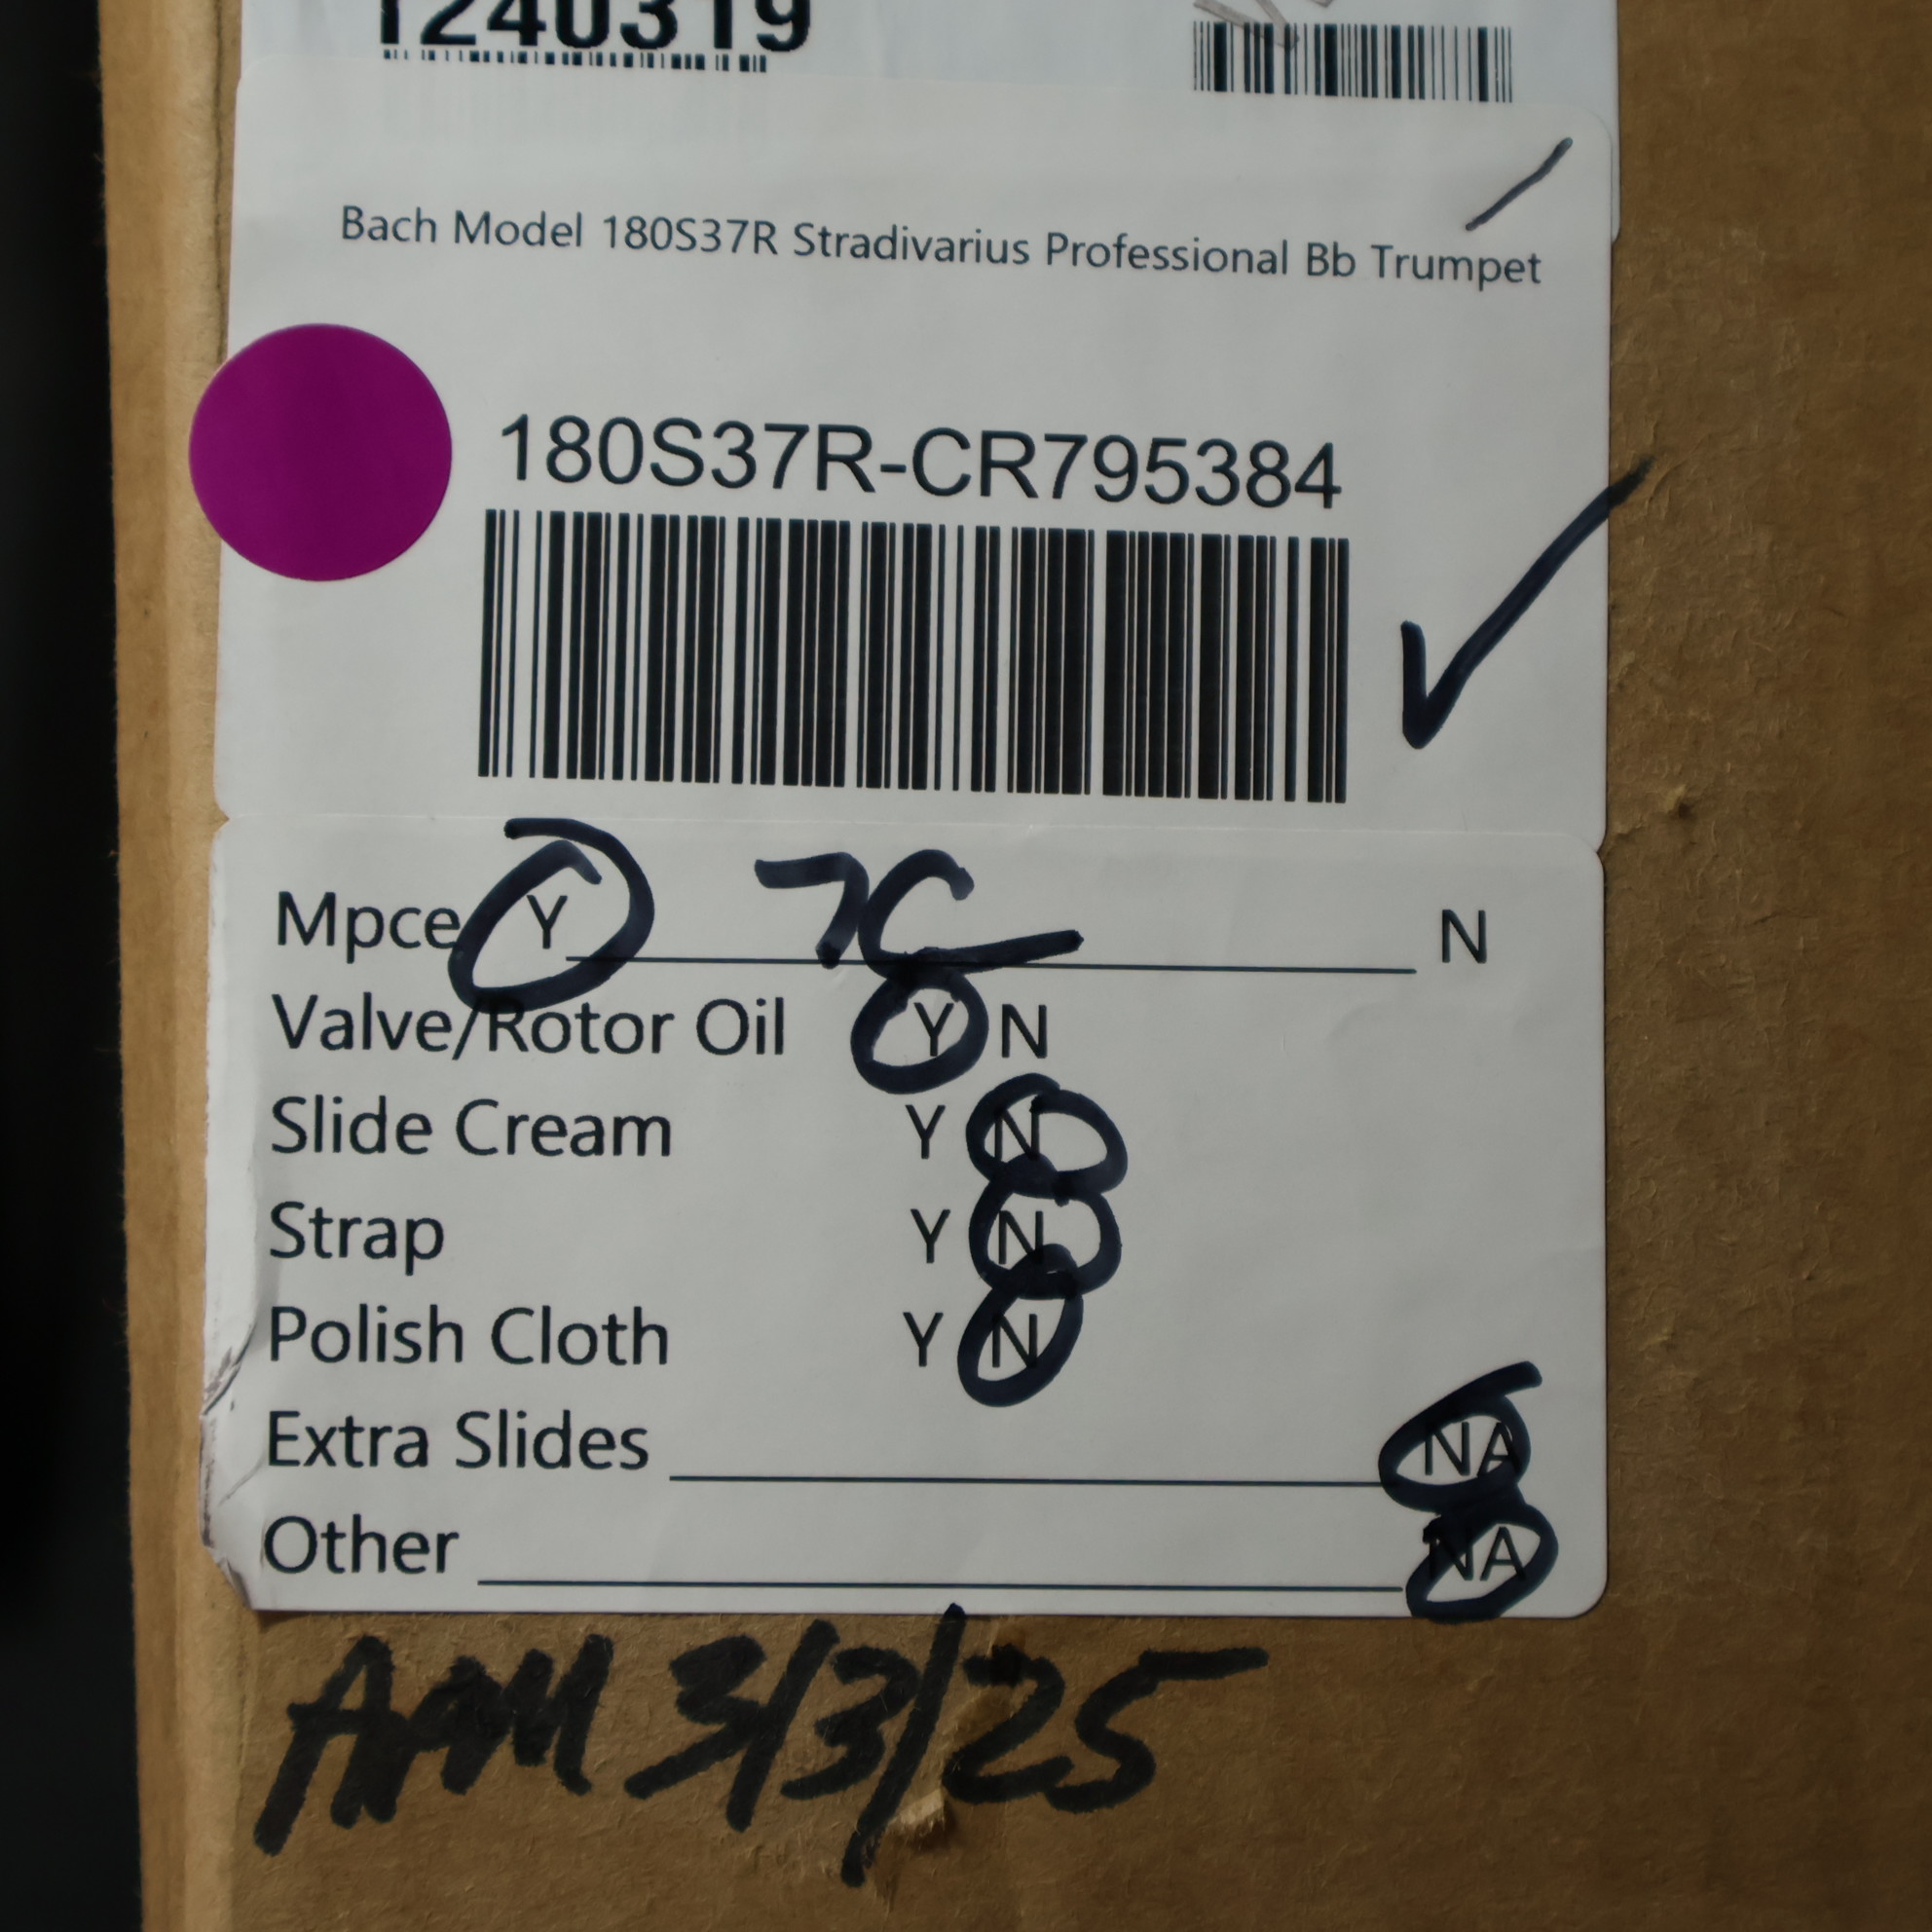 1240319
Bach Model 180S37R Stradivarius Professional Bb Trumpet
180S37R-CR795384
Mpce Y 7C N
Valve/Rotor Oil Y N
Slide Cream Y N
Strap Y N
Polish Cloth Y N
Extra Slides NA
Other NA
3/3/25